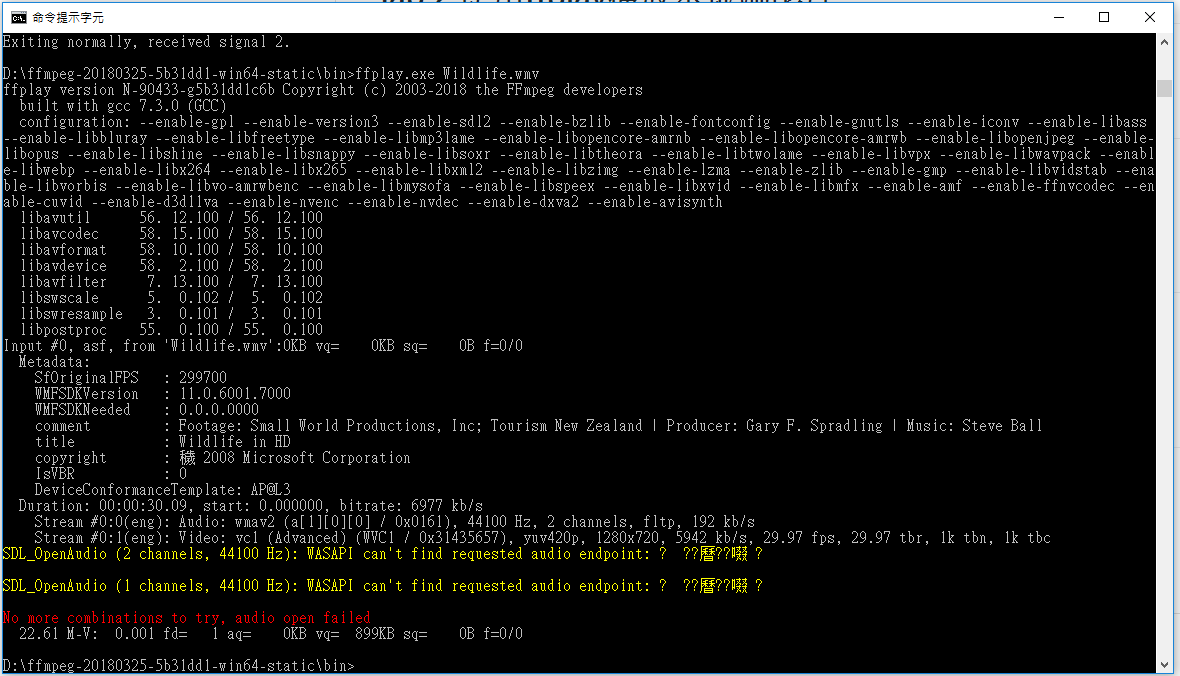 命令提示字元
Exiting normally, received signal 2.
D:\ffmpeg-20180325-5b31dd1-win64-static\bin>ffplay.exe Wildlife.wmv
ffplay version N-90433-g5b31dd1c6b Copyright (c) 2003-2018 the FFmpeg developers
built with gcc 7.3.0 (GCC)
configuration: --enable-gpl --enable-version3 --enable-sdl2 --enable-bzlib --enable-fontconfig --enable-gnutls --enable-iconv --enable-libass
--enable-libbluray --enable-libfreetype --enable-libmp3lame --enable-libopencore-amrnb --enable-libopencore-amrwb --enable-libopenjpeg --enable-
libopus --enable-libshine --enable-libsnappy --enable-libsoxr --enable-libtheora --enable-libtwolame --enable-libvpx --enable-libwavpack --enabl
e-libwebp --enable-libx264 --enable-libx265 --enable-libxml2 --enable-libzimg --enable-lzma --enable-zlib --enable-gmp --enable-libvidstab --ena
ble-libvorbis --enable-libvo-amrwbenc --enable-libmysofa --enable-libspeex --enable-libxvid --enable-libmfx --enable-amf --enable-ffnvcodec --en
able-cuvid --enable-d3d11va --enable-nvenc --enable-nvdec --enable-dxva2 --enable-avisynth
libavutil      56. 12.100 / 56. 12.100
libavcodec     58. 15.100 / 58. 15.100
libavformat    58. 10.100 / 58. 10.100
libavdevice    58.  2.100 / 58.  2.100
libavfilter     7. 13.100 /  7. 13.100
libswscale      5.  0.102 /  5.  0.102
libswresample   3.  0.101 /  3.  0.101
libpostproc    55.  0.100 / 55.  0.100
Input #0, asf, from 'Wildlife.wmv':0KB vq=    0KB sq=    0B f=0/0
Metadata:
SfOriginalFPS   : 299700
WMFSDKVersion   : 11.0.6001.7000
WMFSDKNeeded    : 0.0.0.0000
comment         : Footage: Small World Productions, Inc; Tourism New Zealand | Producer: Gary F. Spradling | Music: Steve Ball
title           : Wildlife in HD
copyright       : 穢 2008 Microsoft Corporation
IsVBR           : 0
DeviceConformanceTemplate: AP@L3
Duration: 00:00:30.09, start: 0.000000, bitrate: 6977 kb/s
Stream #0:0(eng): Audio: wmav2 (a[1][0][0] / 0x0161), 44100 Hz, 2 channels, fltp, 192 kb/s
Stream #0:1(eng): Video: vc1 (Advanced) (WVC1 / 0x31435657), yuv420p, 1280x720, 5942 kb/s, 29.97 fps, 29.97 tbr, 1k tbn, 1k tbc
SDL_OpenAudio (2 channels, 44100 Hz): WASAPI can't find requested audio endpoint: ?  ??曆??啜 ?
SDL_OpenAudio (1 channels, 44100 Hz): WASAPI can't find requested audio endpoint: ?  ??曆??啜 ?
No more combinations to try, audio open failed
22.61 M-V:  0.001 fd=   1 aq=    0KB vq=  899KB sq=    0B f=0/0
D:\ffmpeg-20180325-5b31dd1-win64-static\bin>